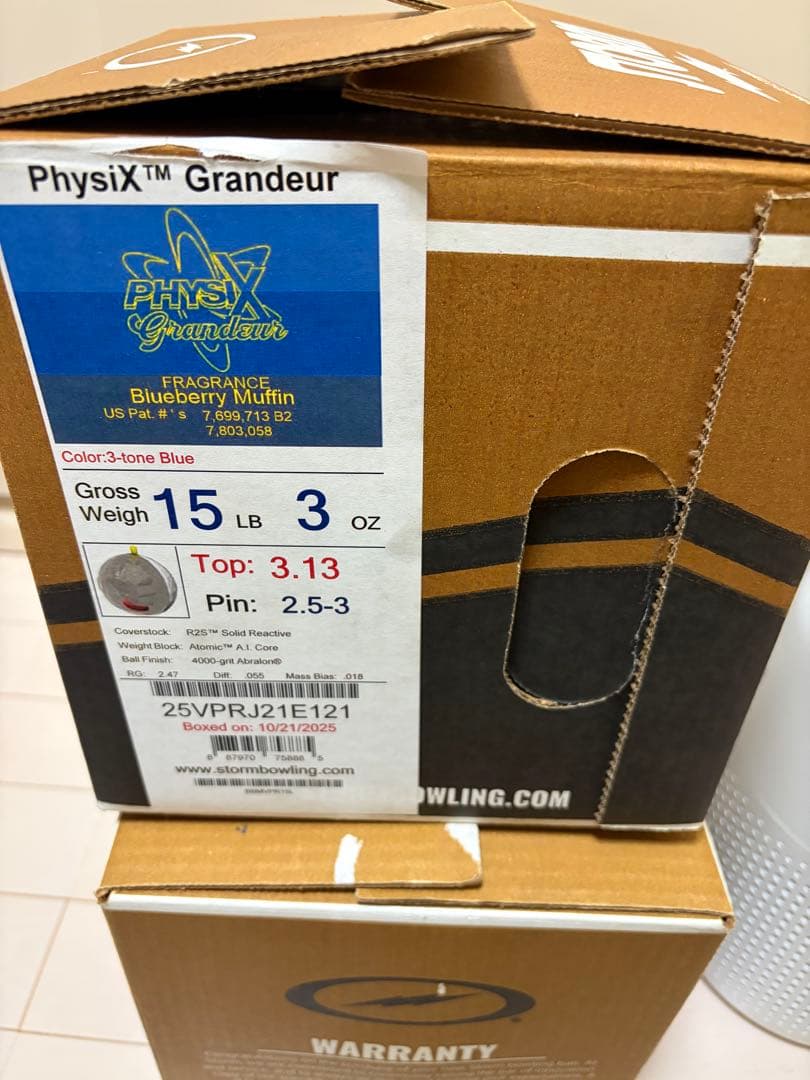 STORM
PhysiX™ Grandeur
PHYSIX
Grandeur
FRAGRANCE
Blueberry Muffin
US Pat. #'s 7,699,713 B2
7,803,058
Color:3-tone Blue
Gross
Weigh 15 LB 3 OZ
Top: 3.13
Pin: 2.5-3
Coverstock: R2S™ Solid Reactive
Weight Block: Atomic™ A.I. Core
Ball Finish: 4000-grit Abralon®
RG: 2.47 Diff: .055 Mass Bias: .018
25VPRJ21E121
Boxed on: 10/21/2025
www.stormbowling.com
OWLING.COM
WARRANTY